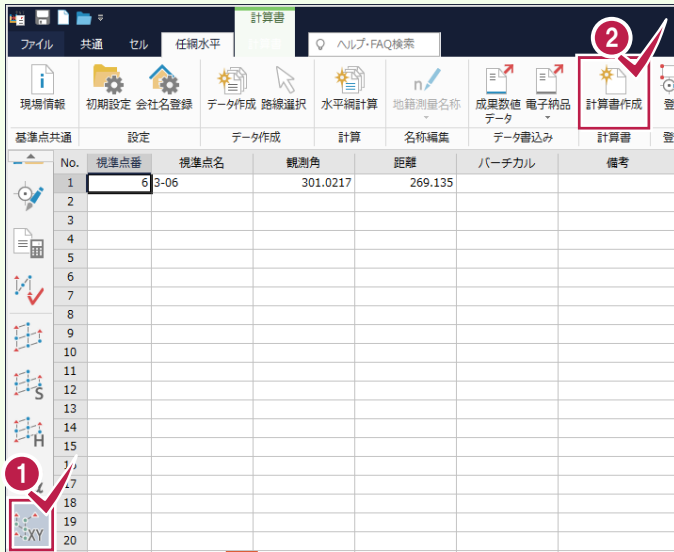 計算書
ファイル 共通 セル 任網水平 計算書 ヘルプ・FAQ検索 2
現場情報 初期設定 会社名登録 データ作成 路線選択 水平網計算 地籍測量名称 成果数値データ 電子納品 計算書作成 登
基準点共通 設定 データ作成 計算 名称編集 データ書込み 計算書 登
No. 視準点番 視準点名 観測角 距離 バーチカル 備考
1 6 3-06 301.0217 269.135
2
3
4
5
6
7
8
9
10
11
S 12
13
14
H 15
1
1 17
18
XY 19
20